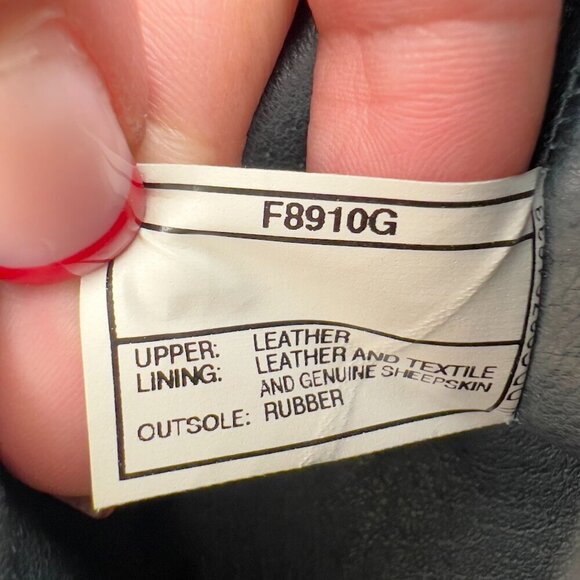 F8910G
UPPER: LEATHER
LINING: LEATHER AND TEXTILE
AND GENUINE SHEEPSKIN
OUTSOLE: RUBBER